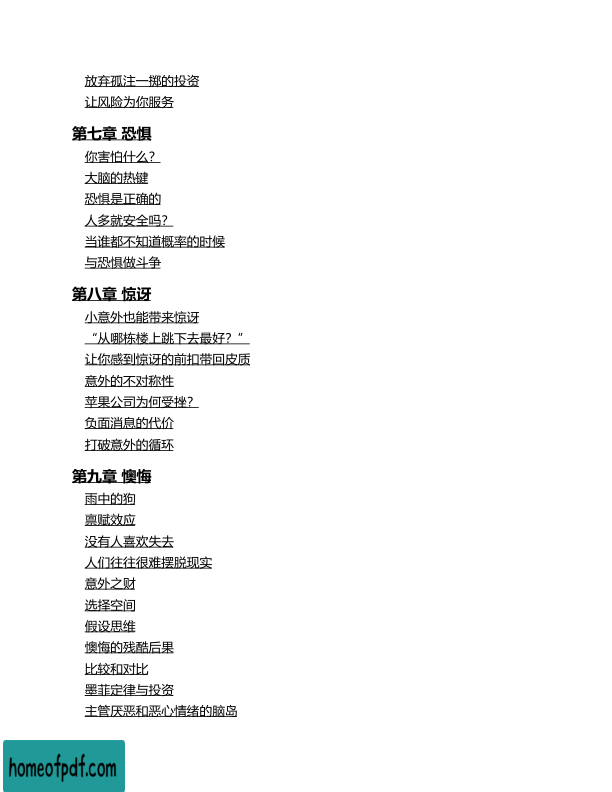 放弃孤注一掷的投资
让风险为你服务
第七章 恐惧
你害怕什么？
大脑的热键
恐惧是正确的
人多就安全吗？
当谁都不知道概率的时候
与恐惧做斗争
第八章 惊讶
小意外也能带来惊讶
“从哪栋楼上跳下去最好？”
让你感到惊讶的前扣带回皮质
意外的不对称性
苹果公司为何受挫？
负面消息的代价
打破意外的循环
第九章 懊悔
雨中的狗
禀赋效应
没有人喜欢失去
人们往往很难摆脱现实
意外之财
选择空间
假设思维
懊悔的残酷后果
比较和对比
墨菲定律与投资
主管厌恶和恶心情绪的脑岛
homeofpdf.com